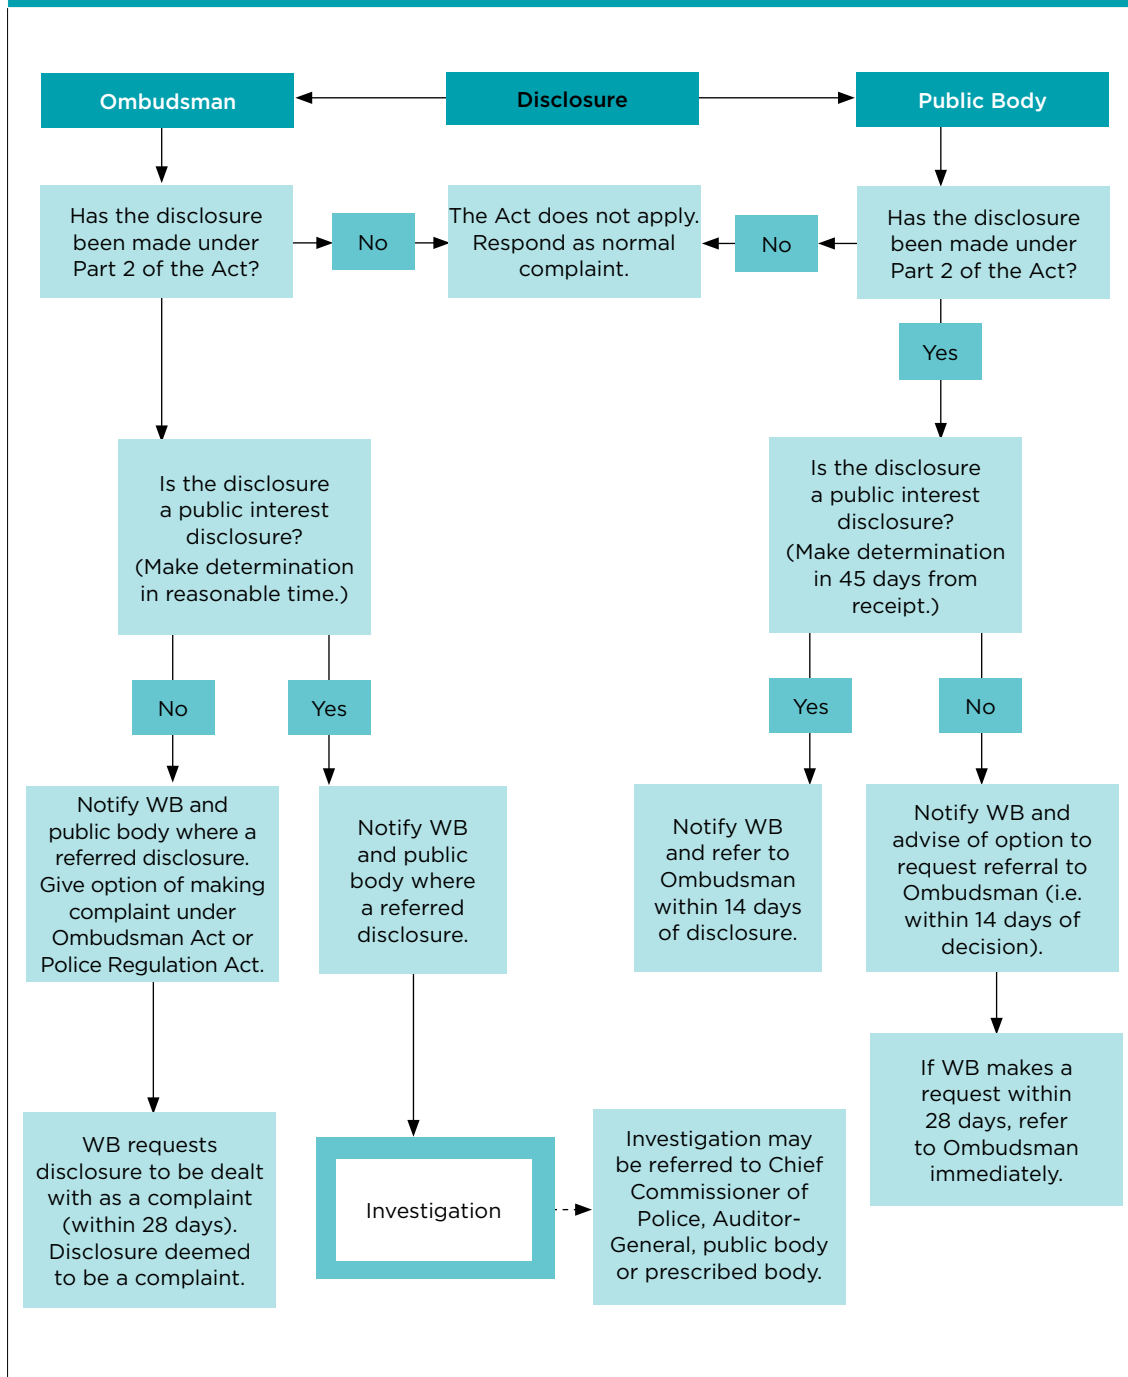 Ombudsman
Disclosure
Public Body
Has the disclosure
been made under
Part 2 of the Act?
No
The Act does not apply.
Respond as normal
complaint.
No
Has the disclosure
been made under
Part 2 of the Act?
Yes
Is the disclosure
a public interest
disclosure?
(Make determination
in reasonable time.)
Is the disclosure
a public interest
disclosure?
(Make determination
in 45 days from
receipt.)
No
Yes
Yes
No
Notify WB and
public body where a
referred disclosure.
Give option of making
complaint under
Ombudsman Act or
Police Regulation Act.
Notify WB
and public
body where
a referred
disclosure.
Notify WB
and refer to
Ombudsman
within 14 days
of disclosure.
Notify WB and
advise of option to
request referral to
Ombudsman (i.e.
within 14 days of
decision).
WB requests
disclosure to be dealt
with as a complaint
(within 28 days).
Disclosure deemed
to be a complaint.
Investigation
Investigation may
be referred to Chief
Commissioner of
Police, Auditor-
General, public body
or prescribed body.
If WB makes a
request within
28 days, refer
to Ombudsman
immediately.